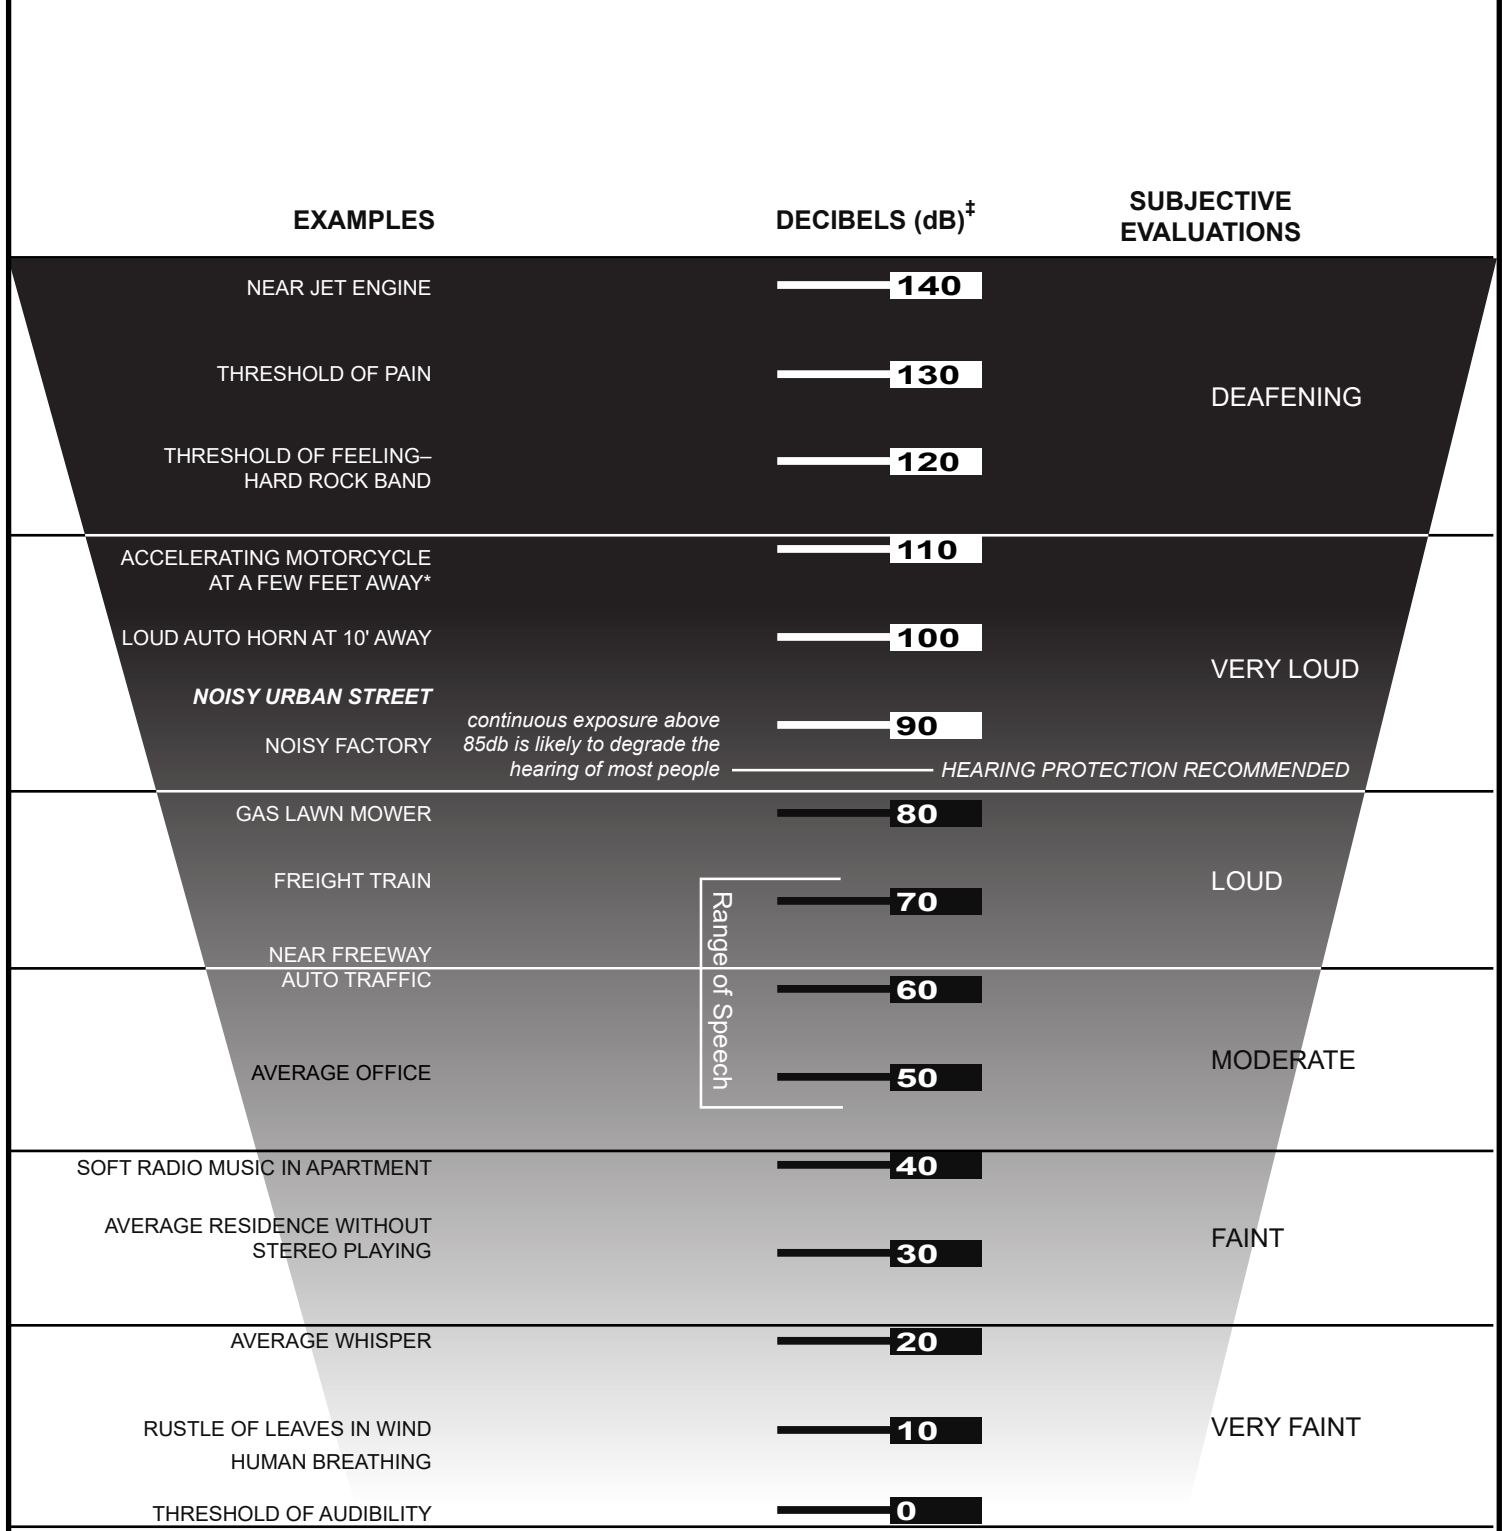 EXAMPLES
DECIBELS (dB)‡
SUBJECTIVE
EVALUATIONS
NEAR JET ENGINE
140
THRESHOLD OF PAIN
130
DEAFENING
THRESHOLD OF FEELING–
HARD ROCK BAND
120
ACCELERATING MOTORCYCLE
AT A FEW FEET AWAY*
110
LOUD AUTO HORN AT 10' AWAY
100
VERY LOUD
NOISY URBAN STREET
NOISY FACTORY
continuous exposure above
85db is likely to degrade the
hearing of most people
90
HEARING PROTECTION RECOMMENDED
GAS LAWN MOWER
80
FREIGHT TRAIN
70
LOUD
Range of Speech
NEAR FREEWAY
AUTO TRAFFIC
60
AVERAGE OFFICE
50
MODERATE
SOFT RADIO MUSIC IN APARTMENT
40
AVERAGE RESIDENCE WITHOUT
STEREO PLAYING
30
FAINT
AVERAGE WHISPER
20
RUSTLE OF LEAVES IN WIND
HUMAN BREATHING
10
VERY FAINT
THRESHOLD OF AUDIBILITY
0